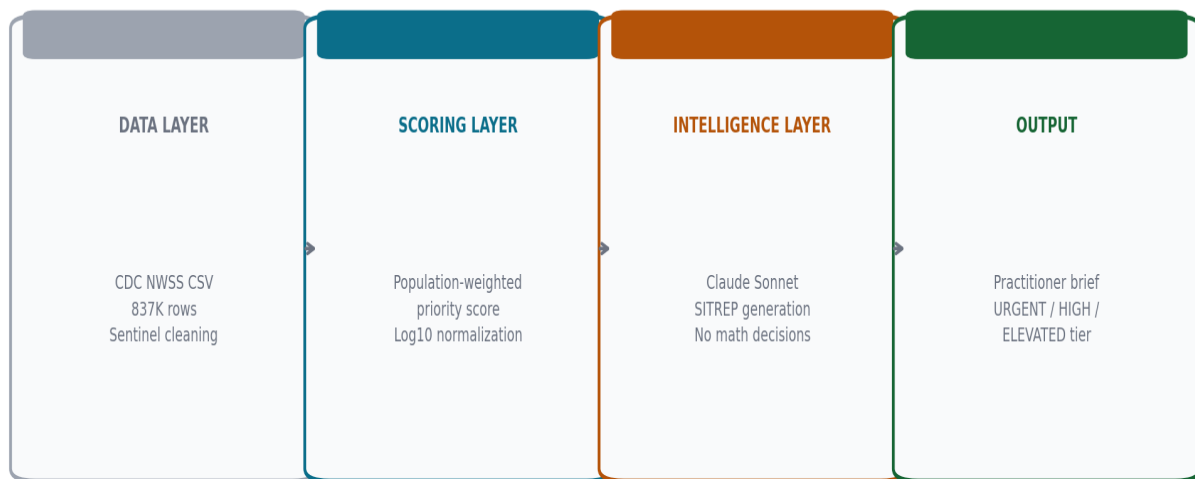 DATA LAYER
CDC NWSS CSV
837K rows
Sentinel cleaning
SCORING LAYER
Population-weighted
priority score
Log10 normalization
INTELLIGENCE LAYER
Claude Sonnet
SITREP generation
No math decisions
OUTPUT
Practitioner brief
URGENT / HIGH /
ELEVATED tier